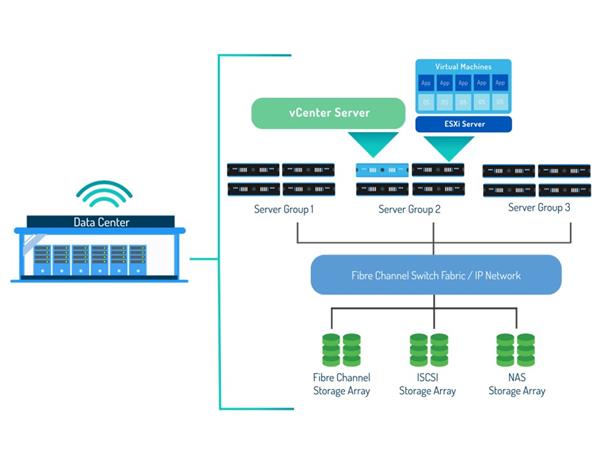 Virtual Machines
App App App App App
OS OS OS OS OS
ESXi Server
vCenter Server
Data Center
Server Group 1
Server Group 2
Server Group 3
Fibre Channel Switch Fabric / IP Network
Fibre Channel
Storage Array
ISCSI
Storage Array
NAS
Storage Array